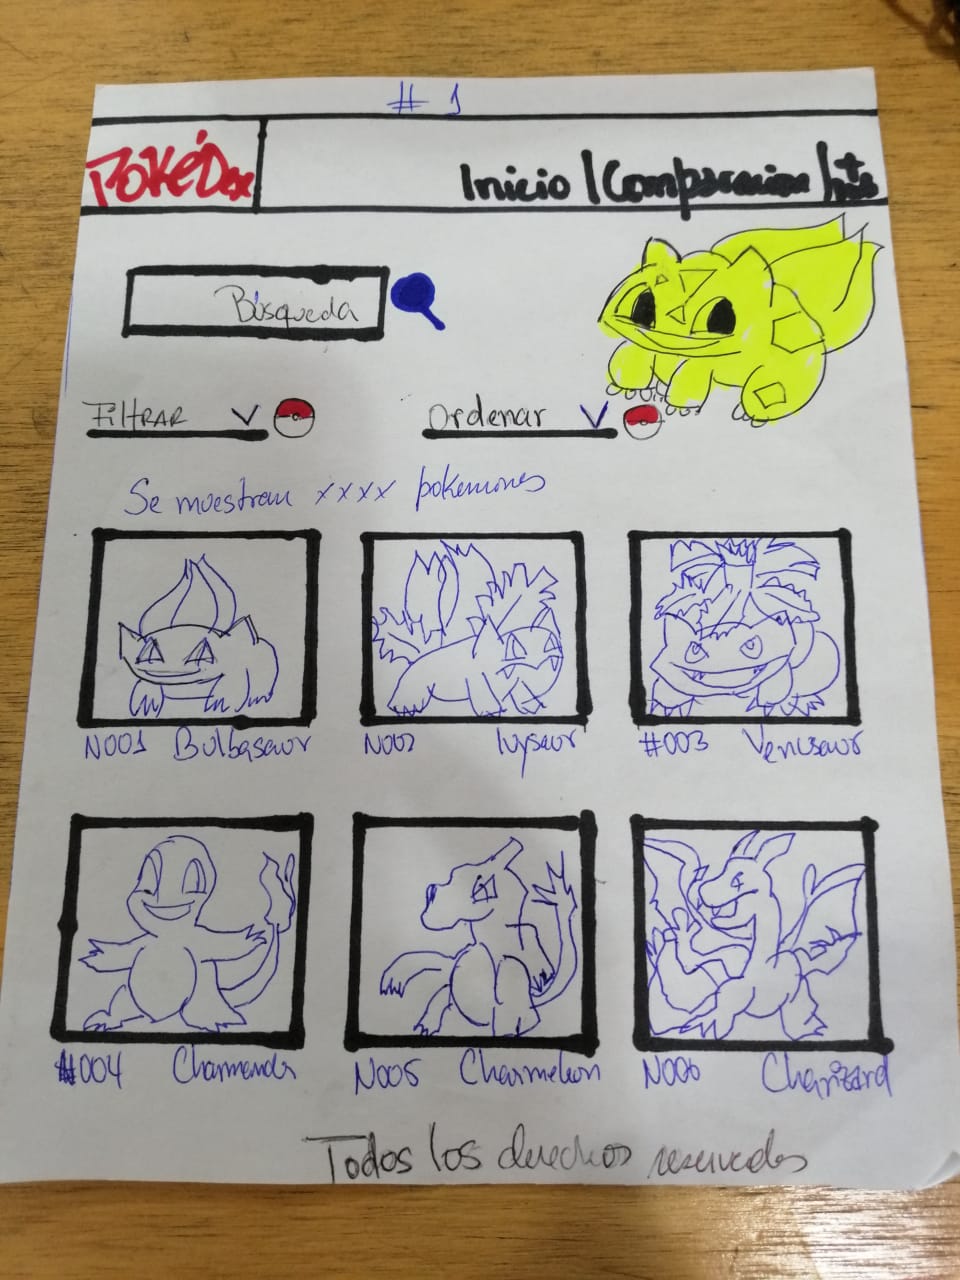 # 1
POKÉDex
Inicio | Comparacion |
Búsqueda
FILTRAR
Ordenar
Se muestran xxxx pokemones
N001 Bulbasaur
N002 Ivysaur
#003 Venusaur
#004 Charmander
N005 Charmeleon
N006 Charizard
Todos los derechos reservados